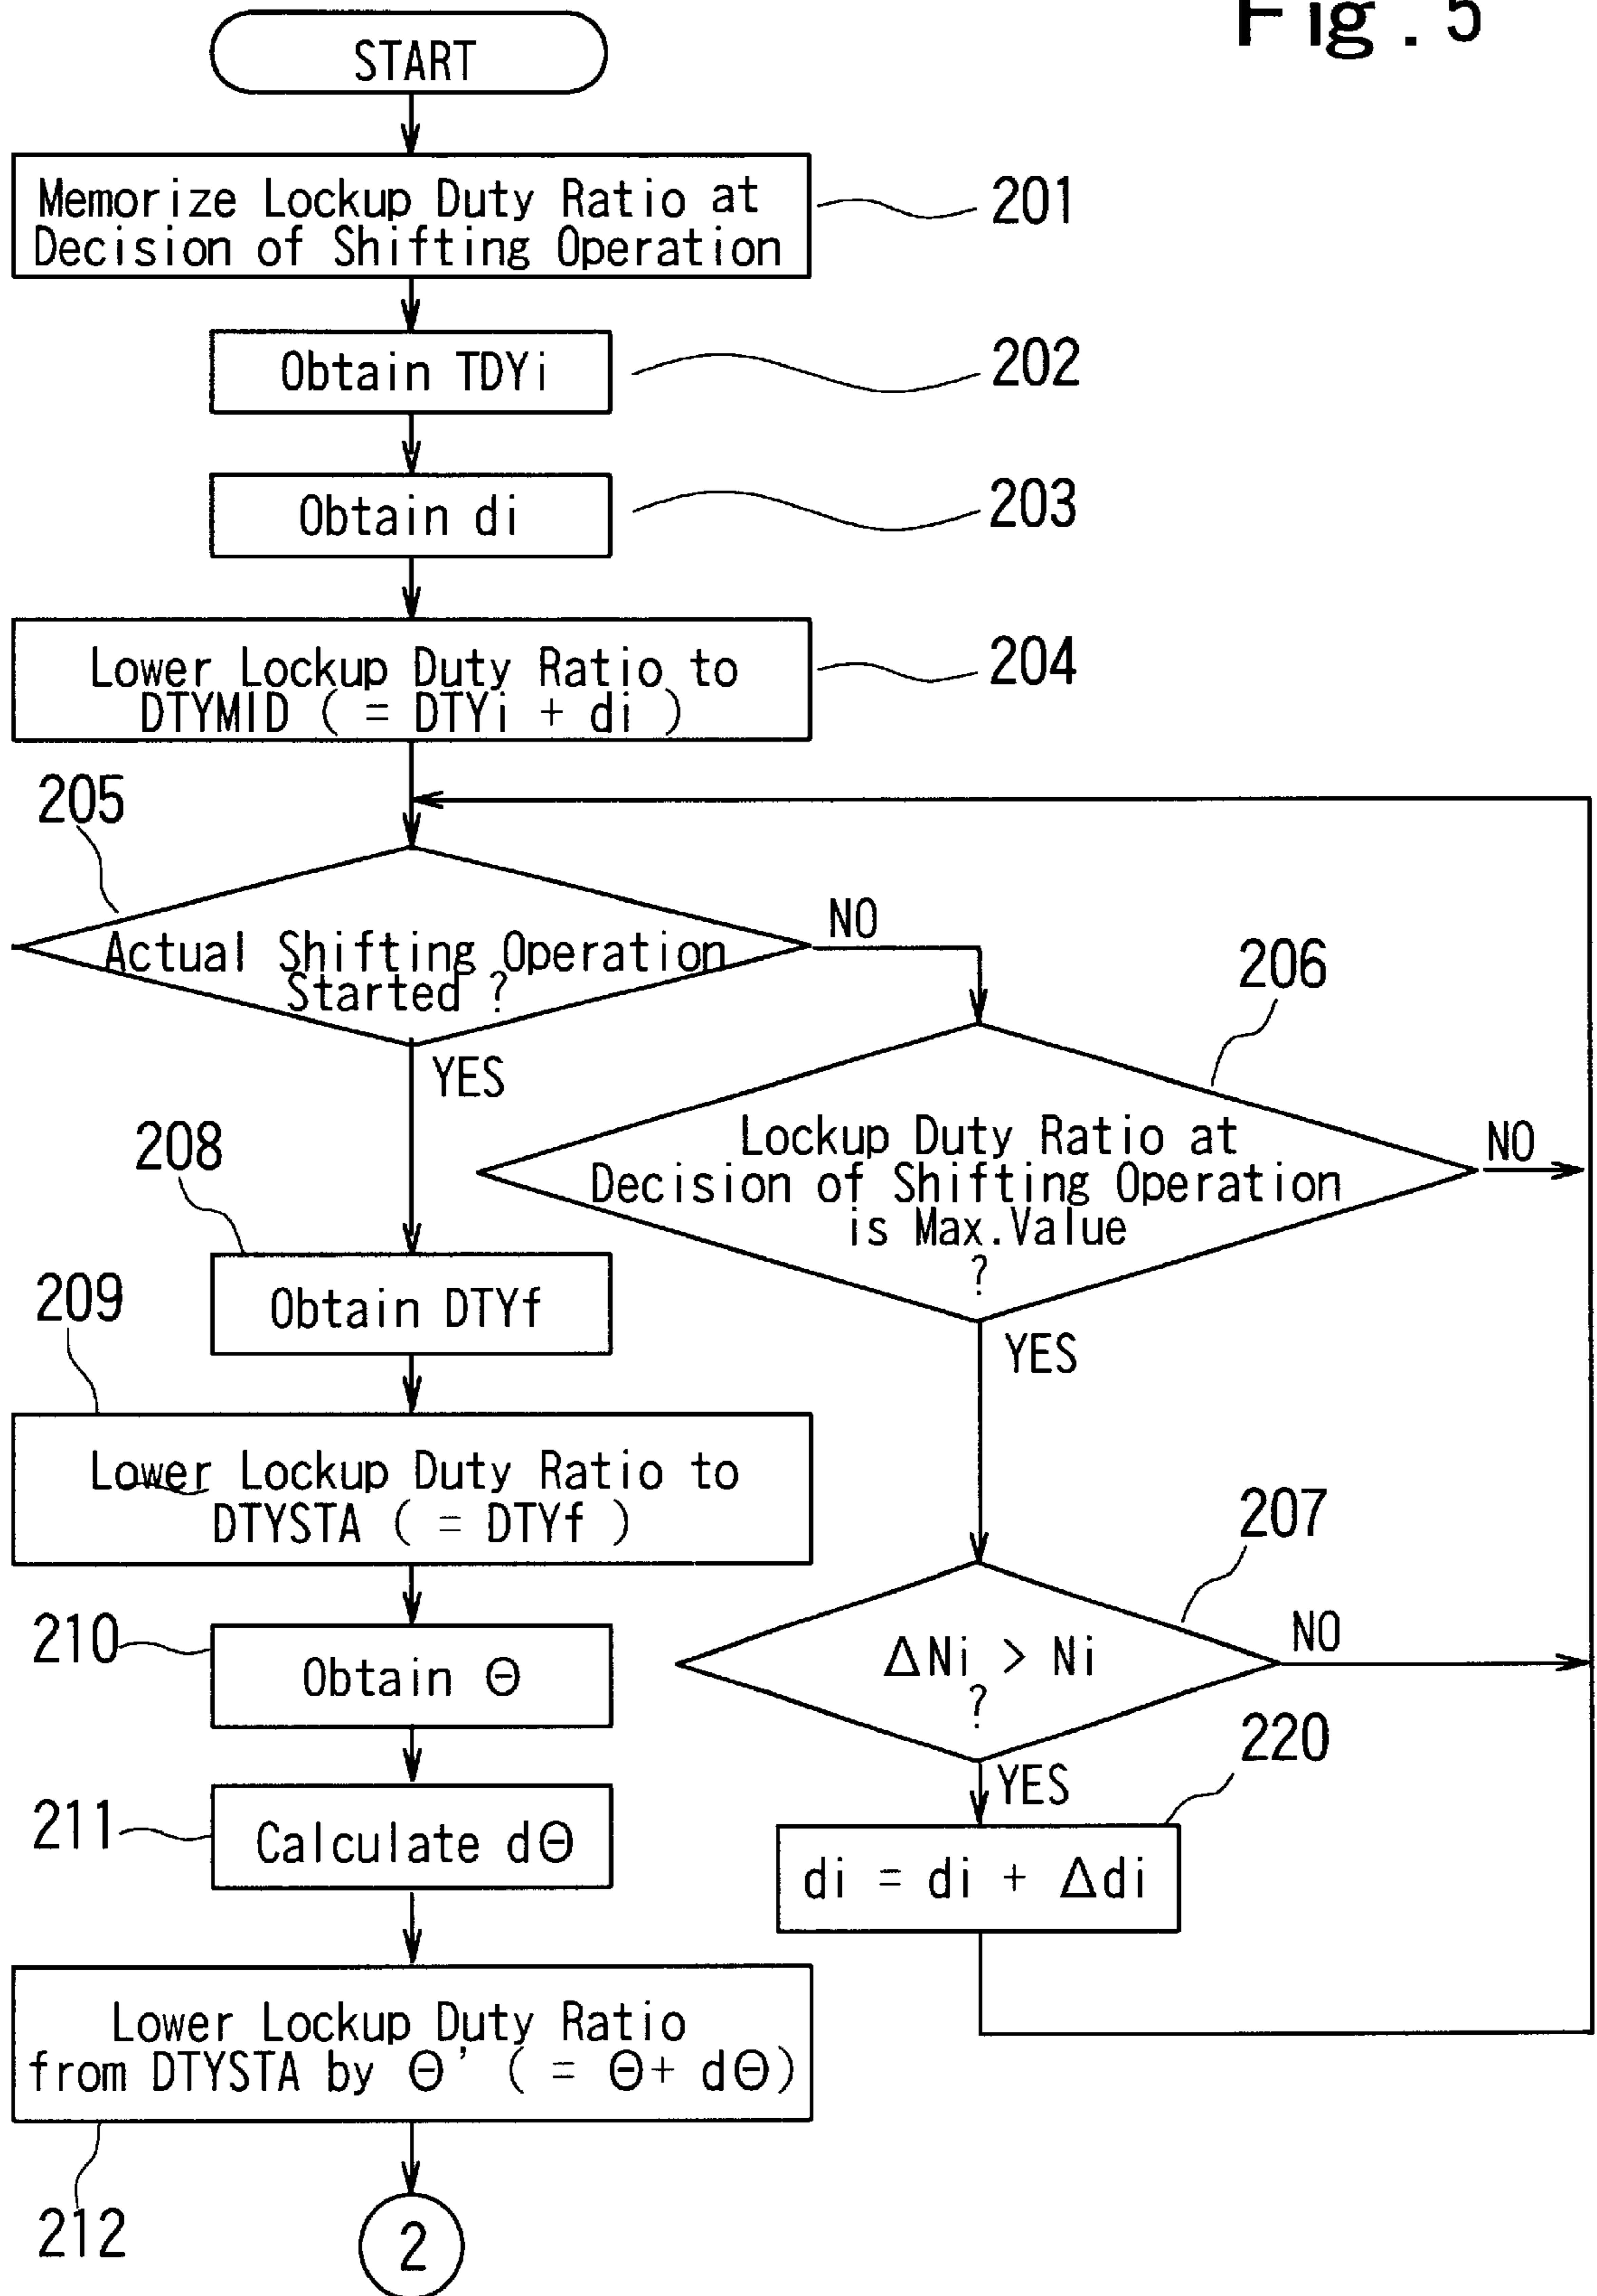 Fig. 5
START
Memorize Lockup Duty Ratio at
Decision of Shifting Operation
201
Obtain TDYi
202
Obtain di
203
Lower Lockup Duty Ratio to
DTYMID ( = DTYi + di )
204
205
Actual Shifting Operation
Started ?
NO
YES
206
Lockup Duty Ratio at
Decision of Shifting Operation
is Max.Value
?
NO
YES
208
Obtain DTYf
209
Lower Lockup Duty Ratio to
DTYSTA ( = DTYf )
207
ΔNi > Ni
?
NO
YES
210
Obtain Θ
220
di = di + Δdi
211
Calculate dΘ
Lower Lockup Duty Ratio
from DTYSTA by Θ' ( = Θ+ dΘ)
212
2